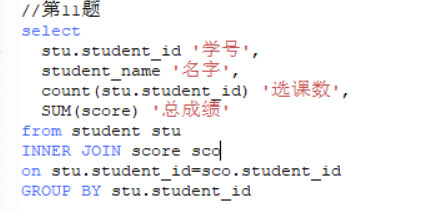 //第11题
select
stu.student_id '学号',
student_name '名字',
count(stu.student_id) '选课数',
SUM(score) '总成绩'
from student stu
INNER JOIN score sco
on stu.student_id=sco.student_id
GROUP BY stu.student_id